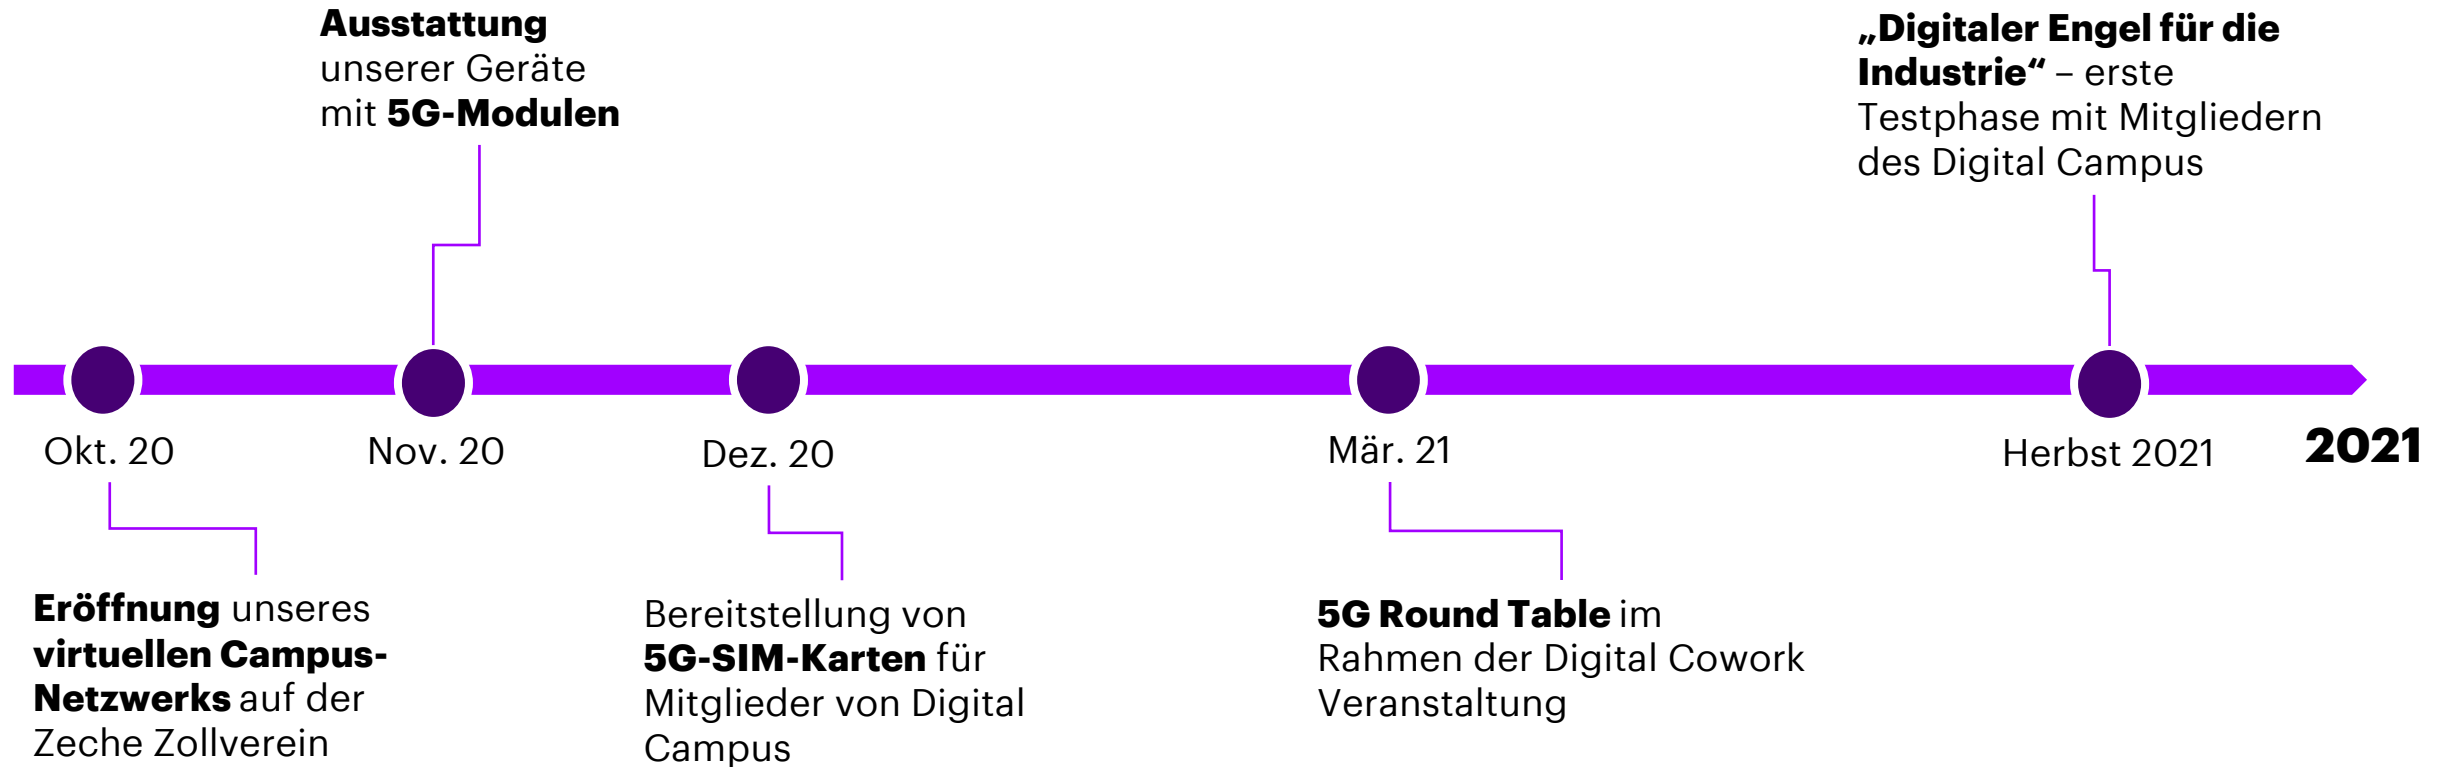 Ausstattung
unserer Geräte
mit 5G-Modulen
„Digitaler Engel für die
Industrie“ – erste
Testphase mit Mitgliedern
des Digital Campus
Okt. 20
Nov. 20
Dez. 20
Mär. 21
Herbst 2021
2021
Eröffnung unseres
virtuellen Campus-
Netzwerks auf der
Zeche Zollverein
Bereitstellung von
5G-SIM-Karten für
Mitglieder von Digital
Campus
5G Round Table im
Rahmen der Digital Cowork
Veranstaltung